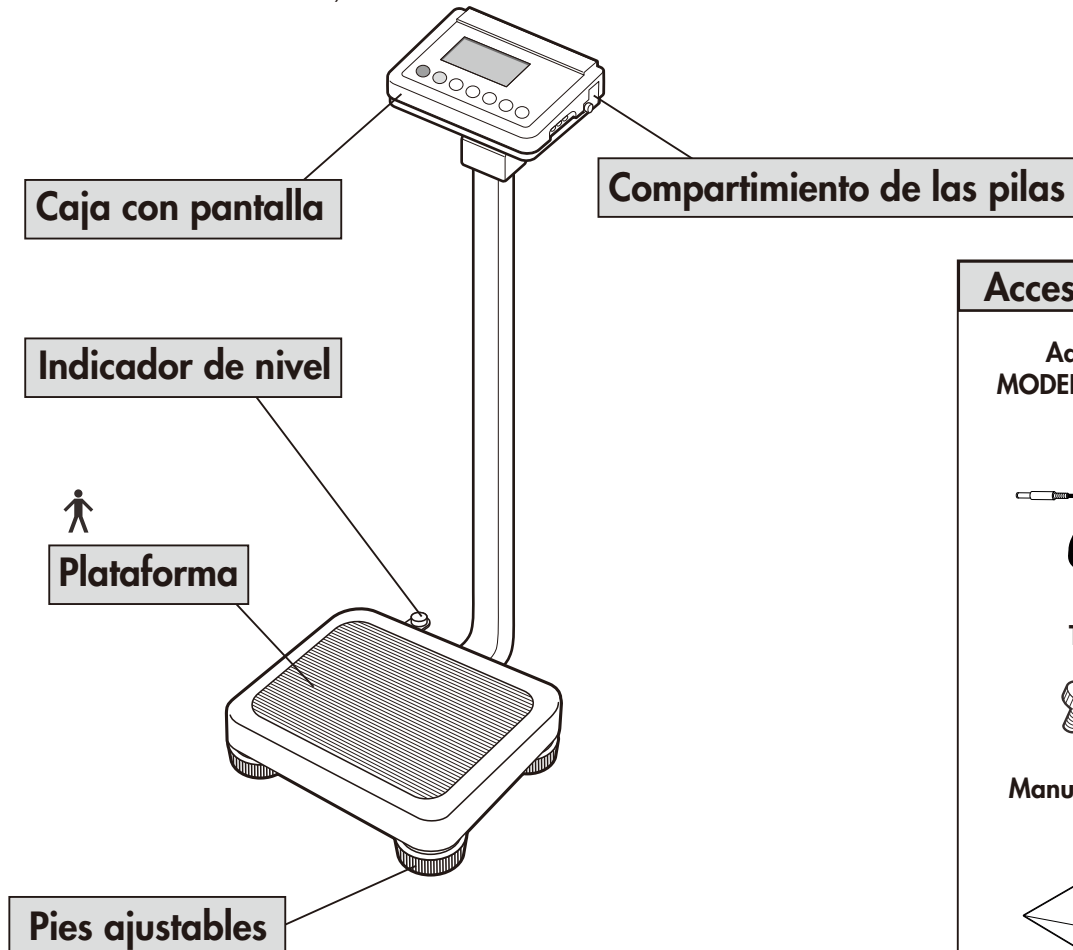 Caja con pantalla
Compartimiento de las pilas
Indicador de nivel
Plataforma
Pies ajustables